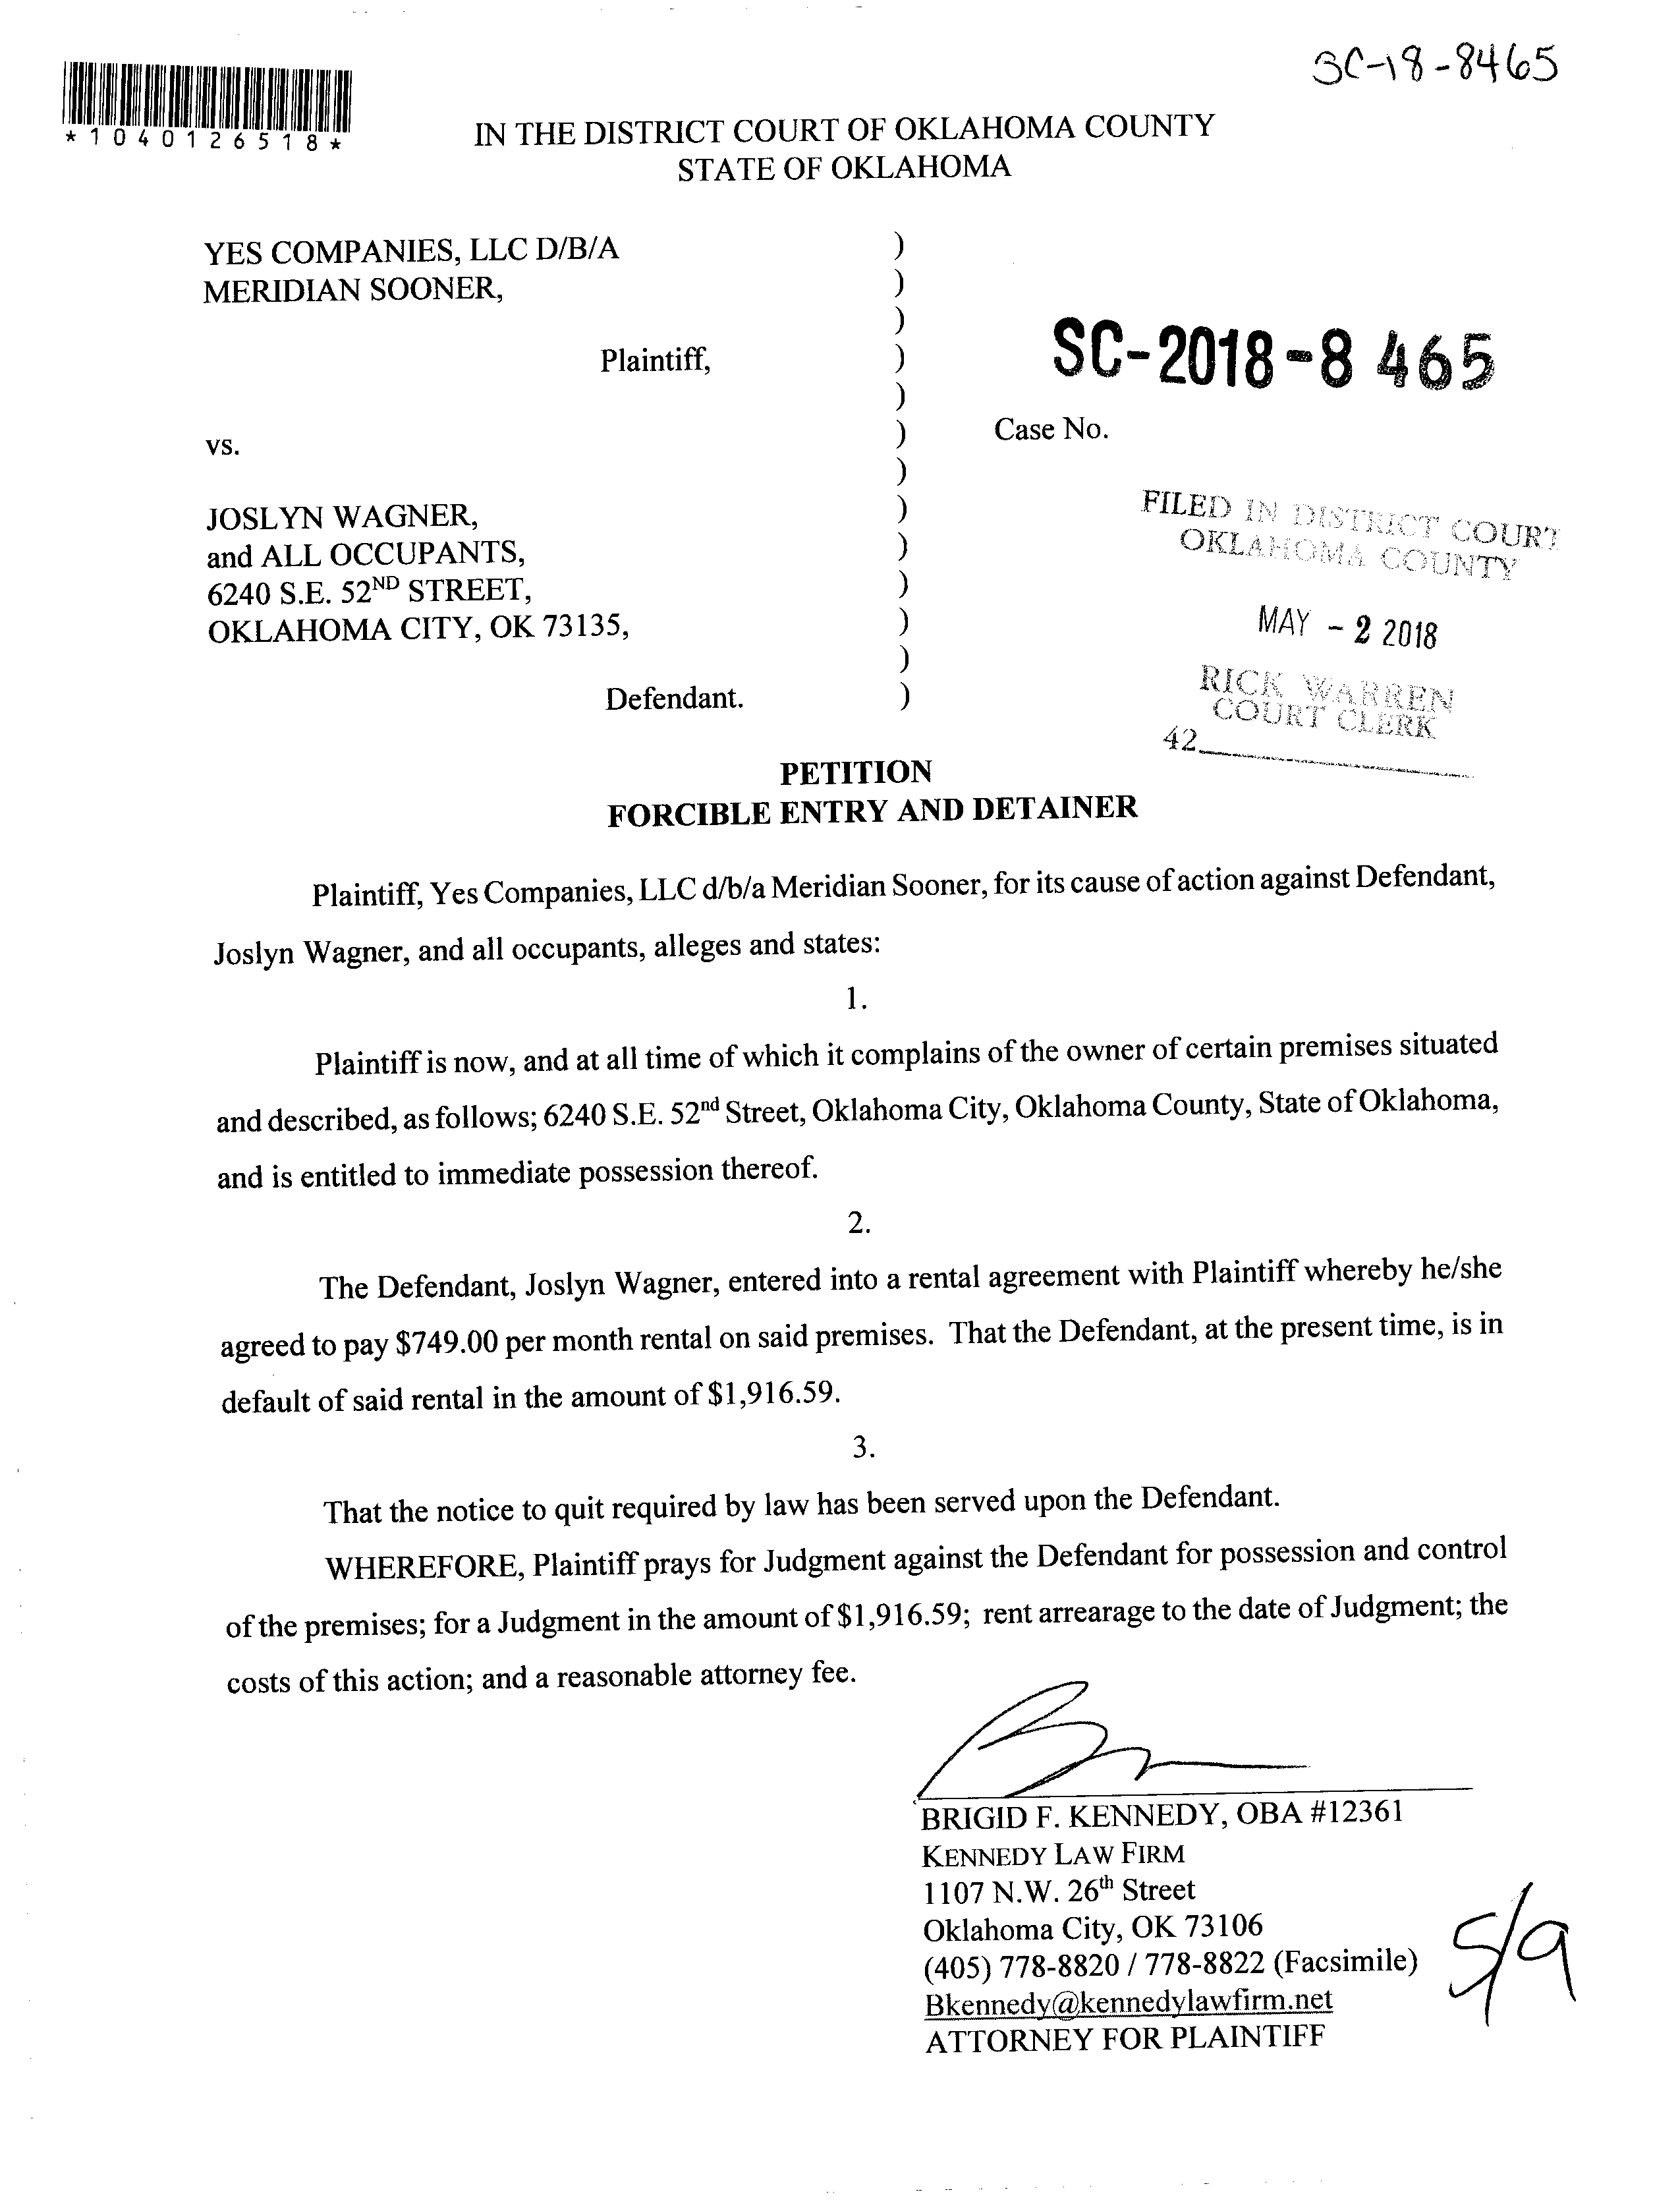 SC-18-8465
*1040126518*
IN THE DISTRICT COURT OF OKLAHOMA COUNTY
STATE OF OKLAHOMA
YES COMPANIES, LLC D/B/A )
MERIDIAN SOONER, )
)
Plaintiff, ) SC-2018-8 465
)
vs. ) Case No.
)
JOSLYN WAGNER, )
and ALL OCCUPANTS, )
6240 S.E. 52ND STREET, )
OKLAHOMA CITY, OK 73135, )
)
Defendant. )
FILED IN DISTRICT COURT
OKLAHOMA COUNTY
MAY - 2 2018
RICK WARREN
COURT CLERK
42
PETITION
FORCIBLE ENTRY AND DETAINER
Plaintiff, Yes Companies, LLC d/b/a Meridian Sooner, for its cause of action against Defendant,
Joslyn Wagner, and all occupants, alleges and states:
1.
Plaintiff is now, and at all time of which it complains of the owner of certain premises situated
and described, as follows; 6240 S.E. 52nd Street, Oklahoma City, Oklahoma County, State of Oklahoma,
and is entitled to immediate possession thereof.
2.
The Defendant, Joslyn Wagner, entered into a rental agreement with Plaintiff whereby he/she
agreed to pay $749.00 per month rental on said premises. That the Defendant, at the present time, is in
default of said rental in the amount of $1,916.59.
3.
That the notice to quit required by law has been served upon the Defendant.
WHEREFORE, Plaintiff prays for Judgment against the Defendant for possession and control
of the premises; for a Judgment in the amount of $1,916.59; rent arrearage to the date of Judgment; the
costs of this action; and a reasonable attorney fee.
BRIGID F. KENNEDY, OBA #12361
KENNEDY LAW FIRM
1107 N.W. 26th Street
Oklahoma City, OK 73106
(405) 778-8820 / 778-8822 (Facsimile)
Bkennedy@kennedylawfirm.net
ATTORNEY FOR PLAINTIFF
5/9